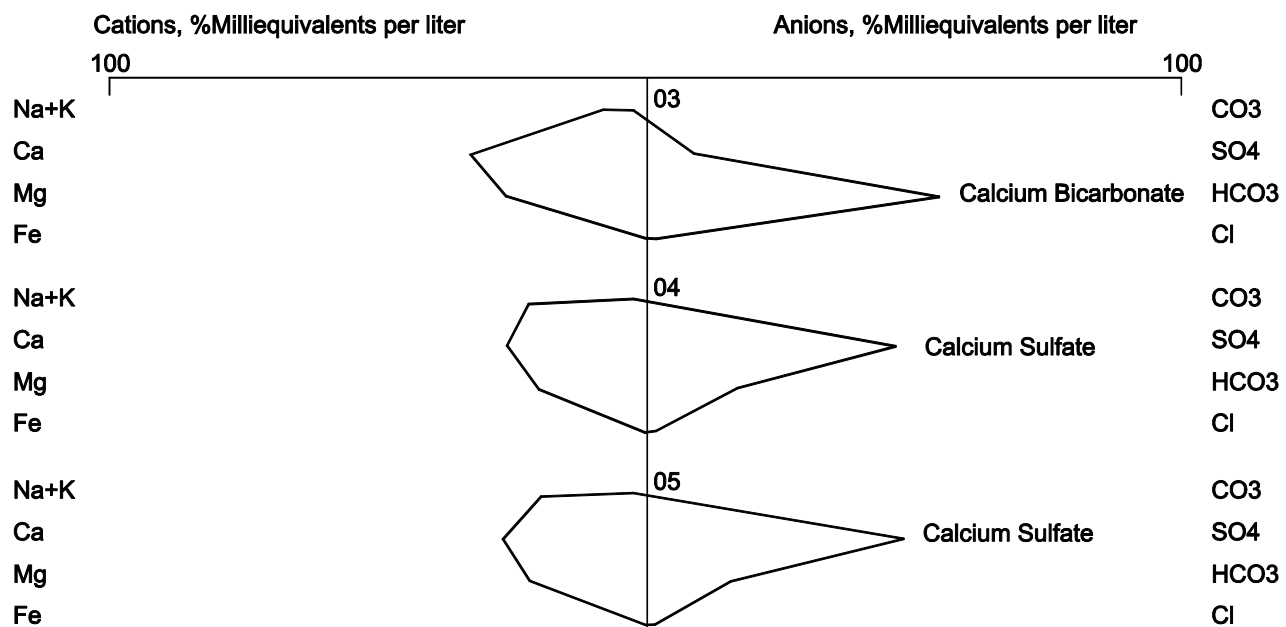 Cations, %Milliequivalents per liter Anions, %Milliequivalents per liter
100 100
Na+K 03 CO3
Ca SO4
Mg Calcium Bicarbonate HCO3
Fe Cl
Na+K 04 CO3
Ca Calcium Sulfate SO4
Mg HCO3
Fe Cl
Na+K 05 CO3
Ca Calcium Sulfate SO4
Mg HCO3
Fe Cl